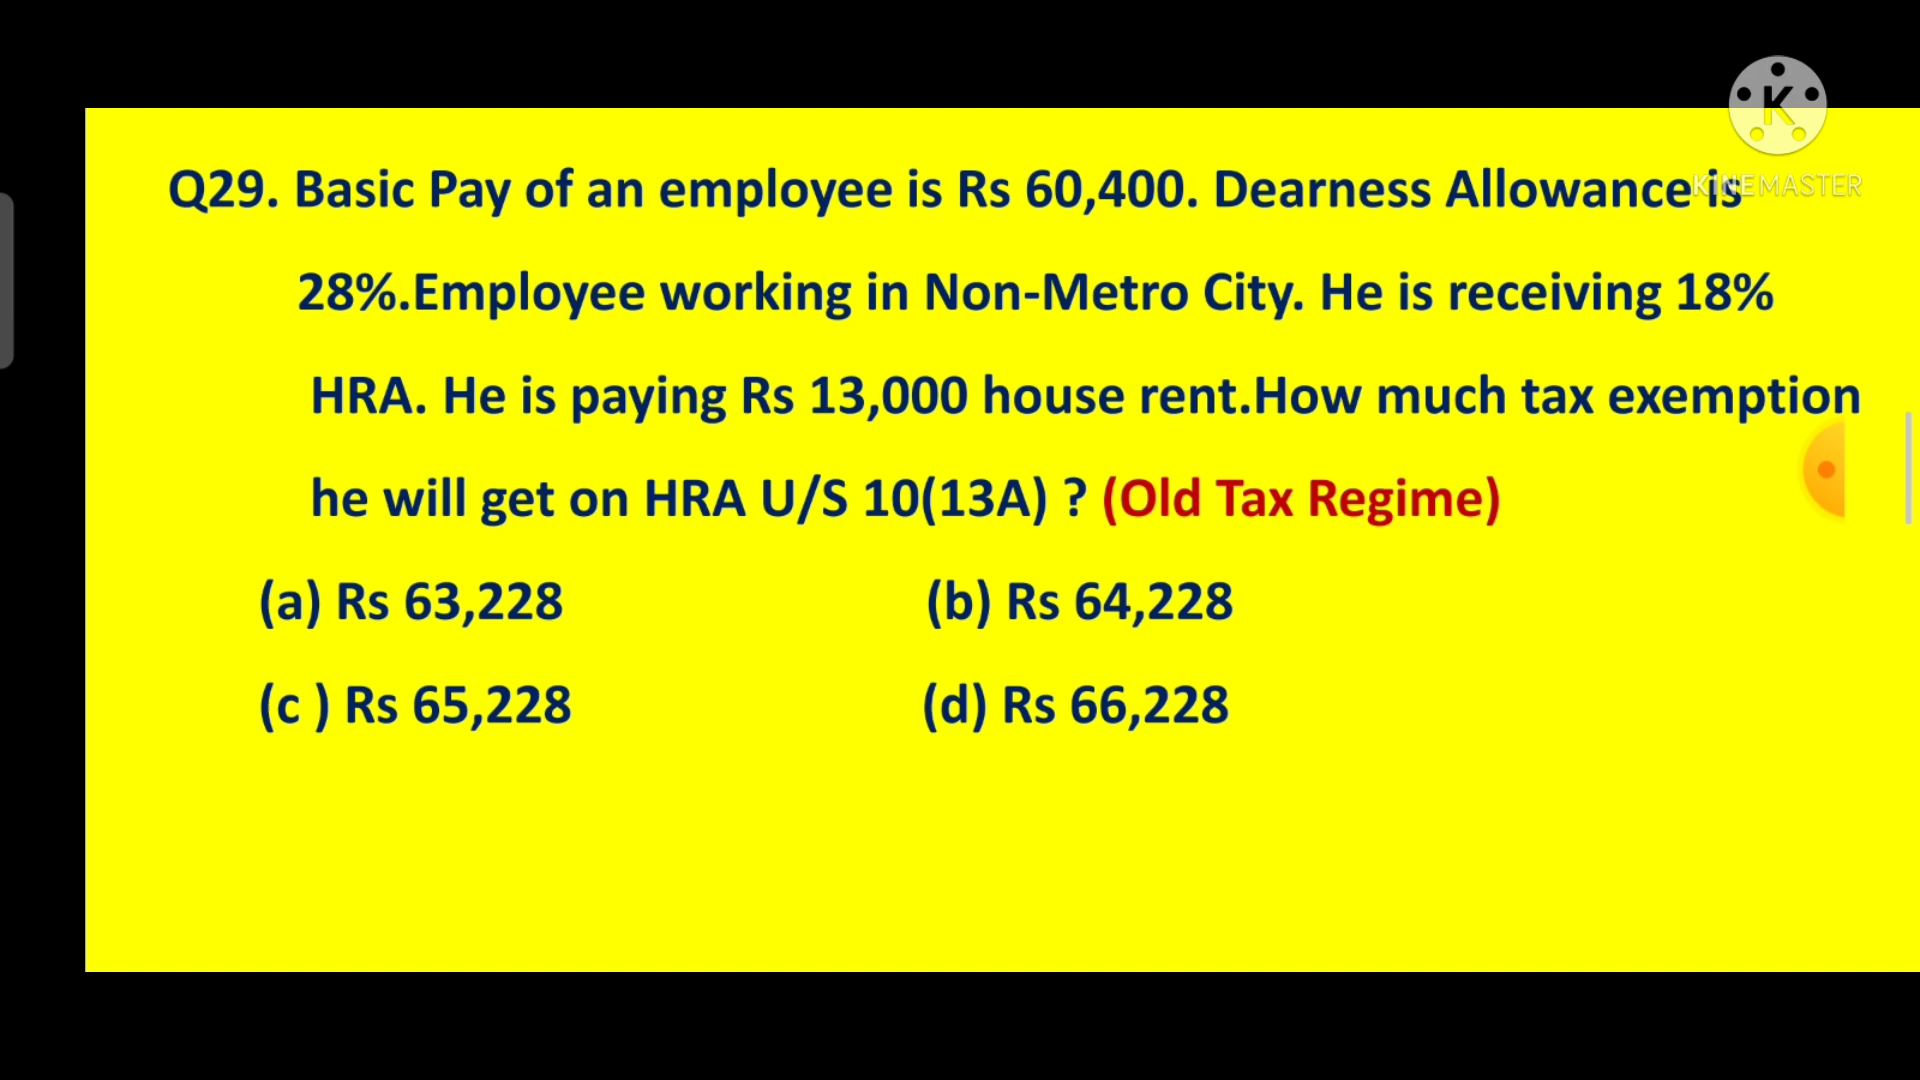 K
KINEMASTER
Q29. Basic Pay of an employee is Rs 60,400. Dearness Allowance is
28%.Employee working in Non-Metro City. He is receiving 18%
HRA. He is paying Rs 13,000 house rent.How much tax exemption
he will get on HRA U/S 10(13A) ? (Old Tax Regime)
(a) Rs 63,228 (b) Rs 64,228
(c ) Rs 65,228 (d) Rs 66,228